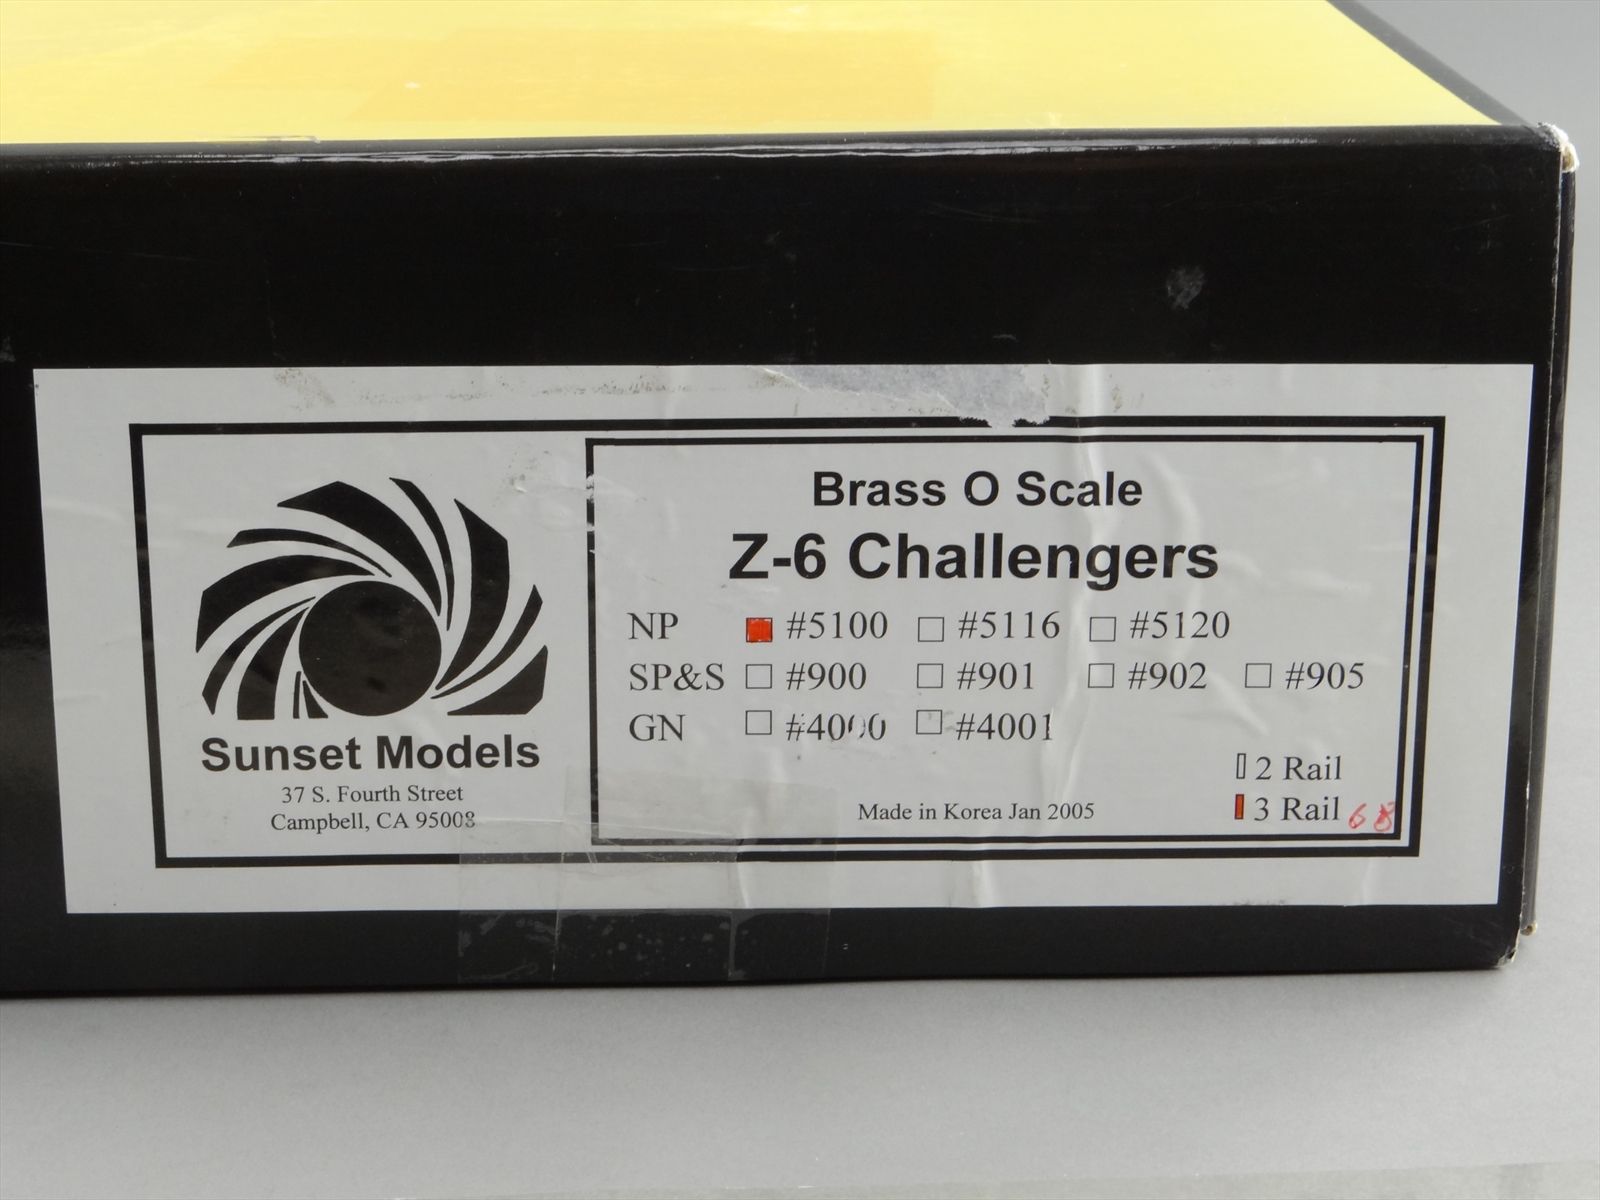 Brass O Scale
Z-6 Challengers
NP #5100 #5116 #5120
SP&S #900 #901 #902 #905
GN #4000 #4001
2 Rail
Made in Korea Jan 2005 3 Rail 68
Sunset Models
37 S. Fourth Street
Campbell, CA 95008